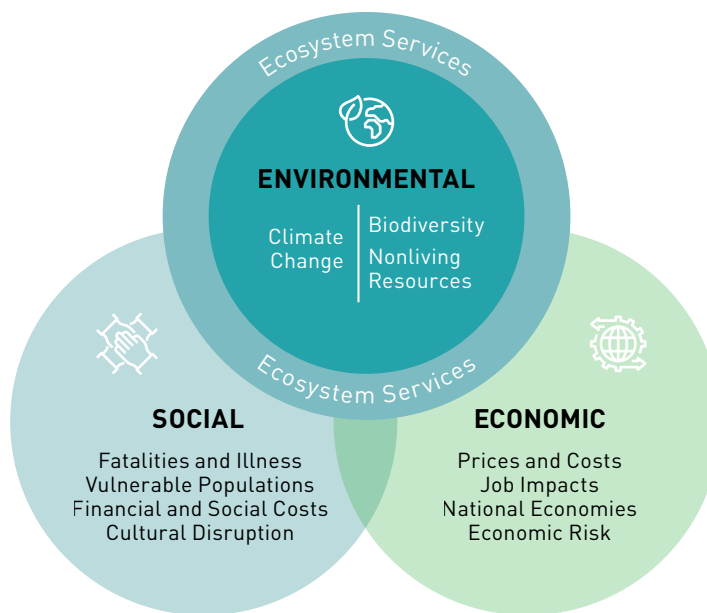 Ecosystem Services
ENVIRONMENTAL
Climate
Change
Biodiversity
Nonliving
Resources
Ecosystem Services
SOCIAL
Fatalities and Illness
Vulnerable Populations
Financial and Social Costs
Cultural Disruption
ECONOMIC
Prices and Costs
Job Impacts
National Economies
Economic Risk